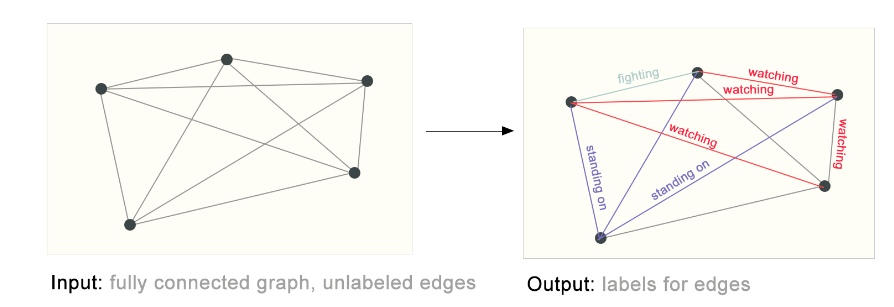 fighting
watching
watching
watching
watching
standing on
standing on
Input: fully connected graph, unlabeled edges
Output: labels for edges